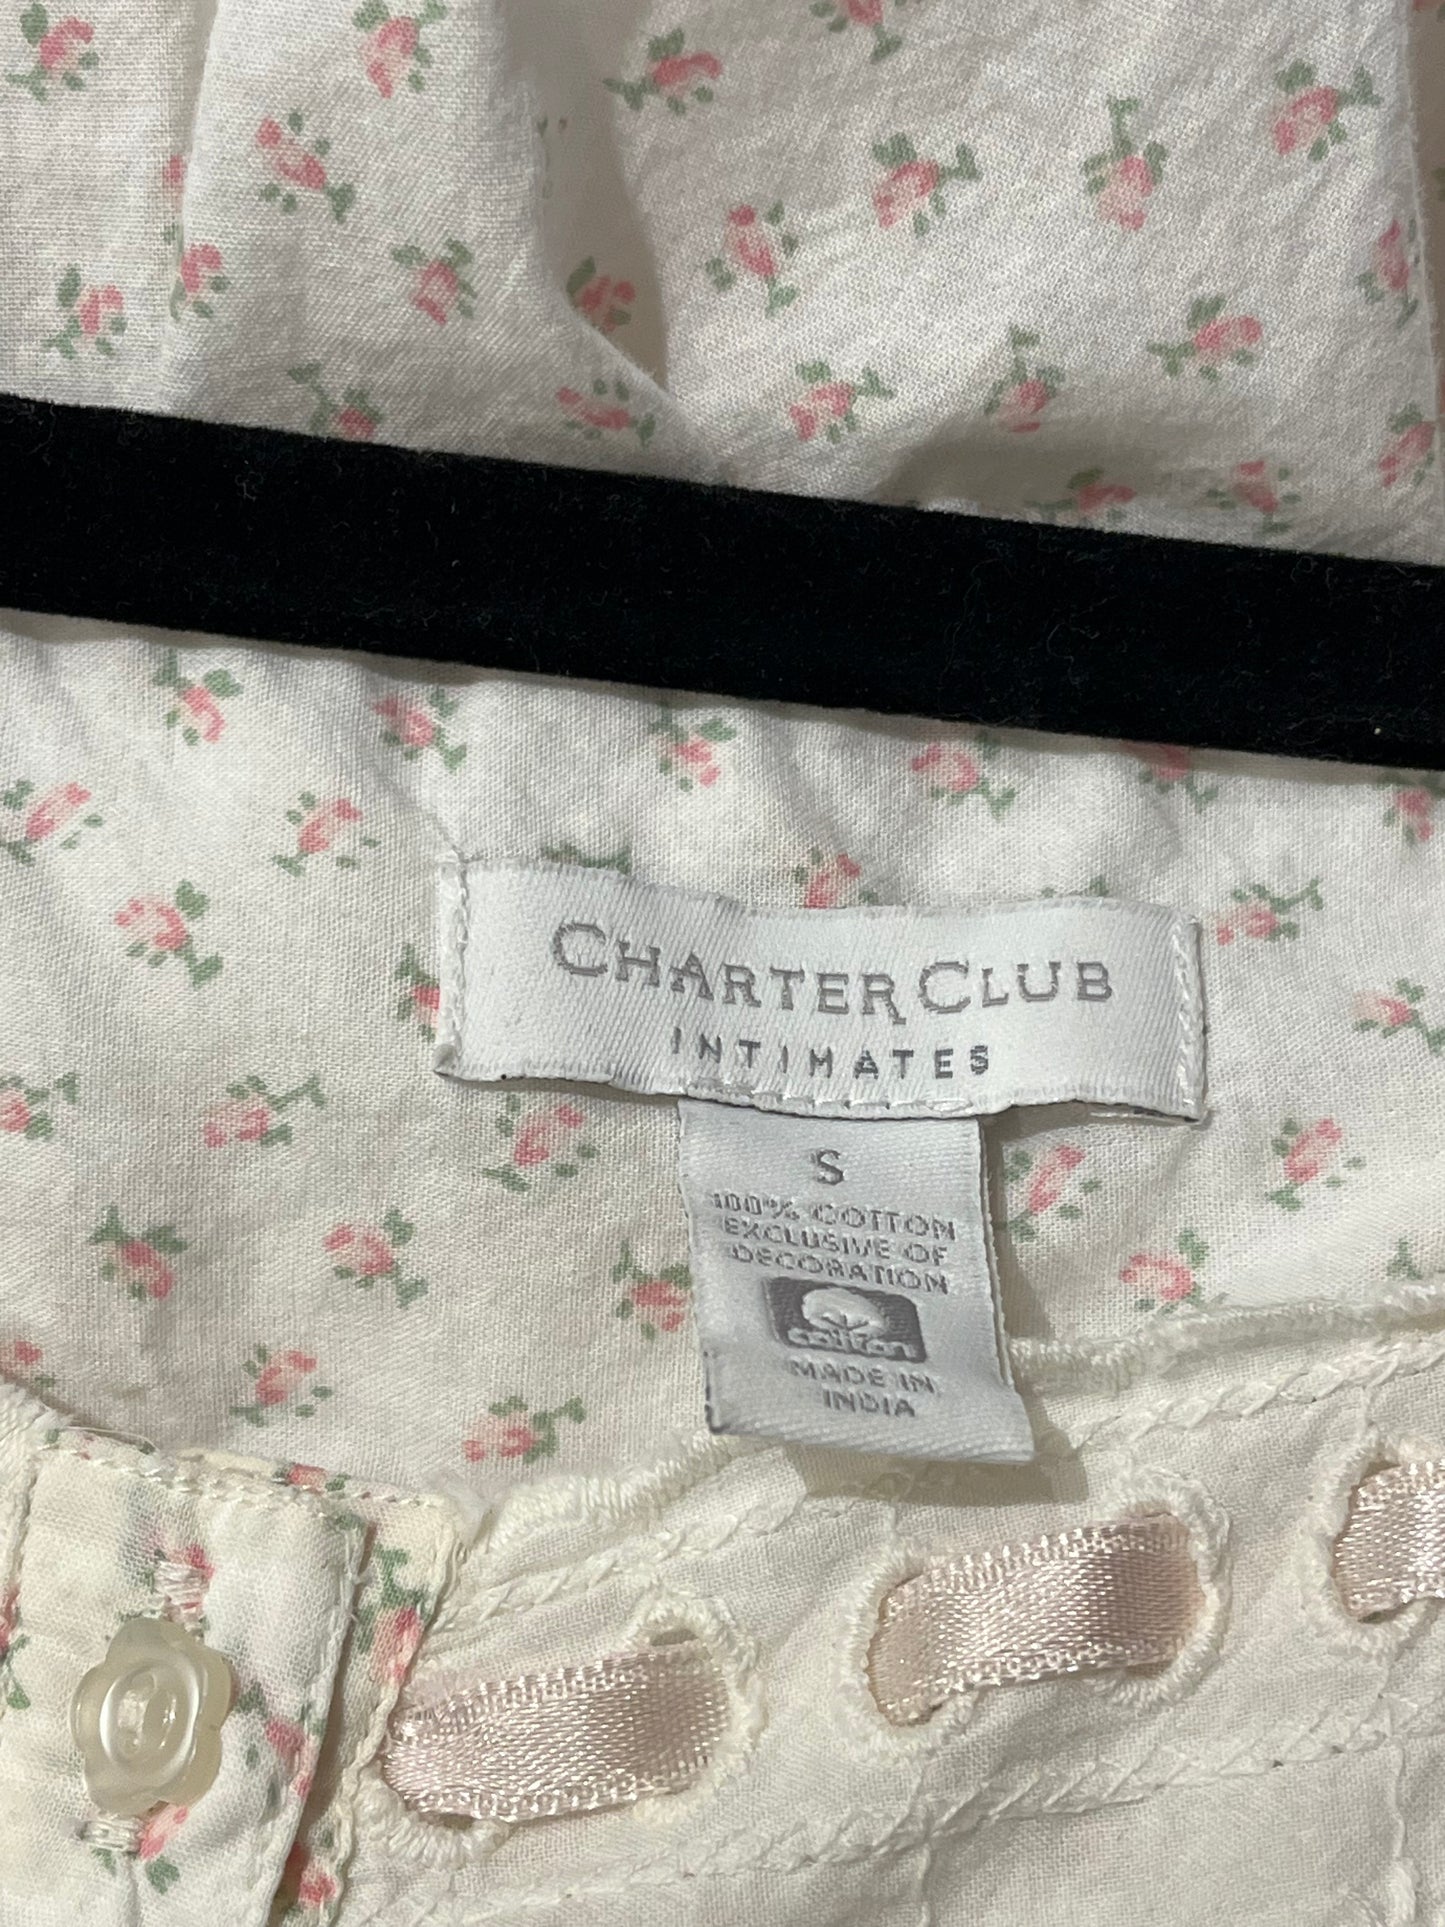 CHARTER CLUB
INTIMATES
S
100% COTTON
EXCLUSIVE OF
DECORATION
cotton
MADE IN
INDIA